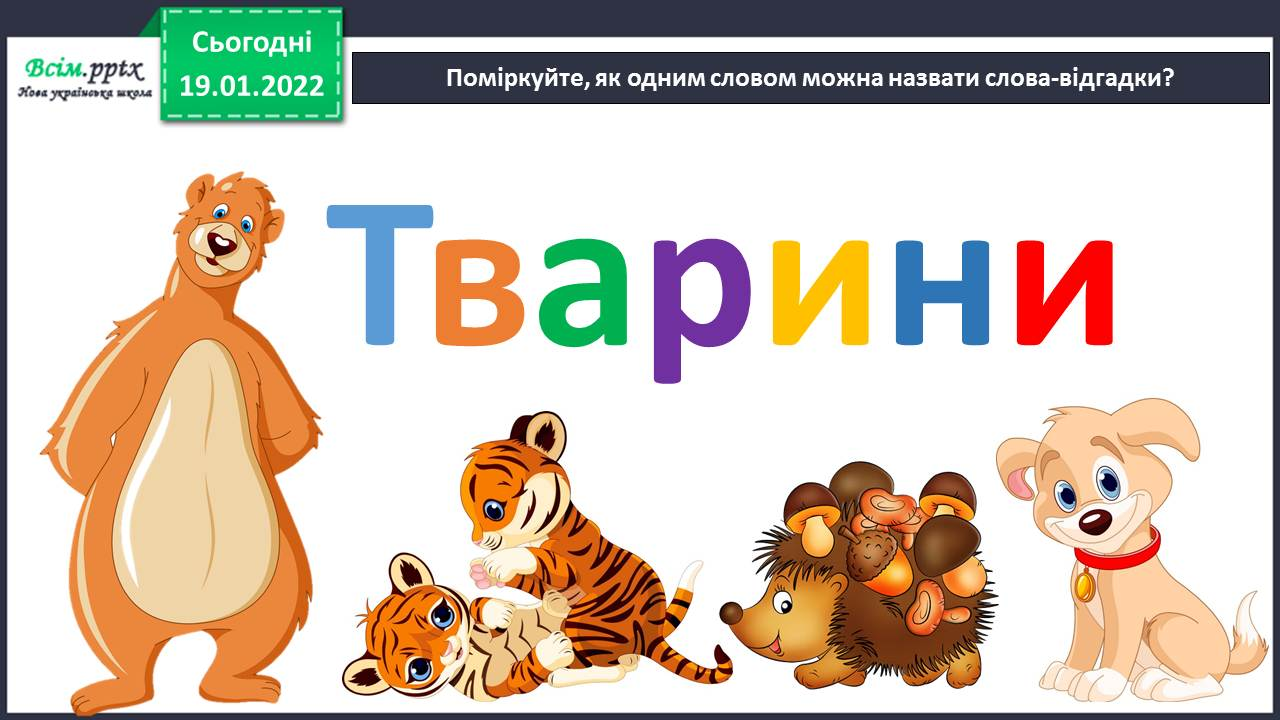 Всім.pptx
Нова українська школа
Сьогодні
19.01.2022
Поміркуйте, як одним словом можна назвати слова-відгадки?
Тварини